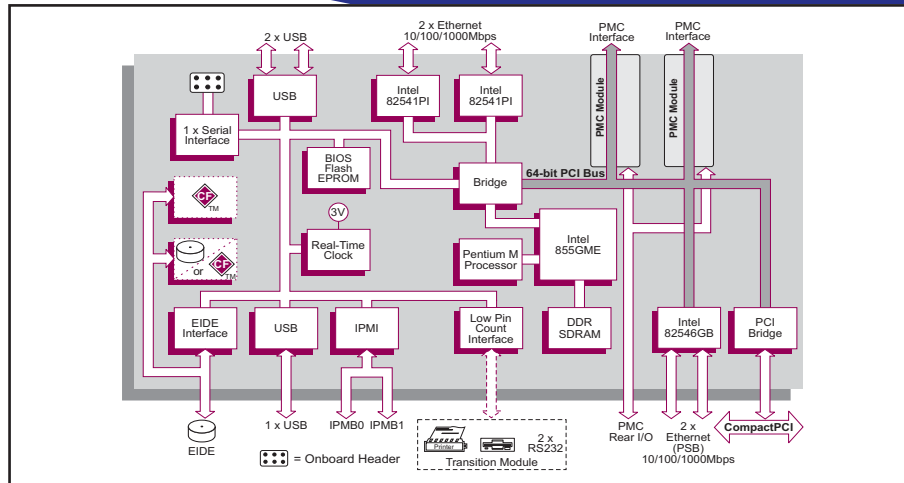 2 x USB
2 x Ethernet
10/100/1000Mbps
PMC
Interface
PMC
Interface
USB
Intel
82541PI
Intel
82541PI
PMC Module
PMC Module
1 x Serial
Interface
BIOS
Flash
EPROM
Bridge
64-bit PCI Bus
CF
TM
3V
Real-Time
Clock
Pentium M
Processor
Intel
855GME
or
CF
TM
EIDE
Interface
USB
IPMI
Low Pin
Count
Interface
DDR
SDRAM
Intel
82546GB
PCI
Bridge
1 x USB
IPMB0
IPMB1
PMC
Rear I/O
2 x
Ethernet
(PSB)
10/100/1000Mbps
CompactPCI
EIDE
= Onboard Header
Printer
2 x
RS232
Transition Module